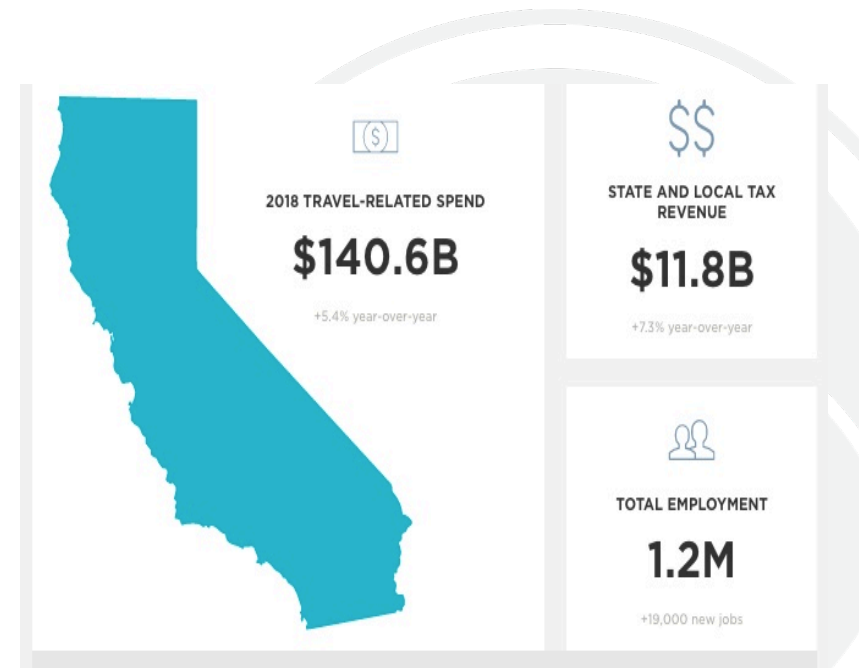 $
2018 TRAVEL-RELATED SPEND
$140.6B
+5.4% year-over-year
$$
STATE AND LOCAL TAX
REVENUE
$11.8B
+7.3% year-over-year
TOTAL EMPLOYMENT
1.2M
+19,000 new jobs